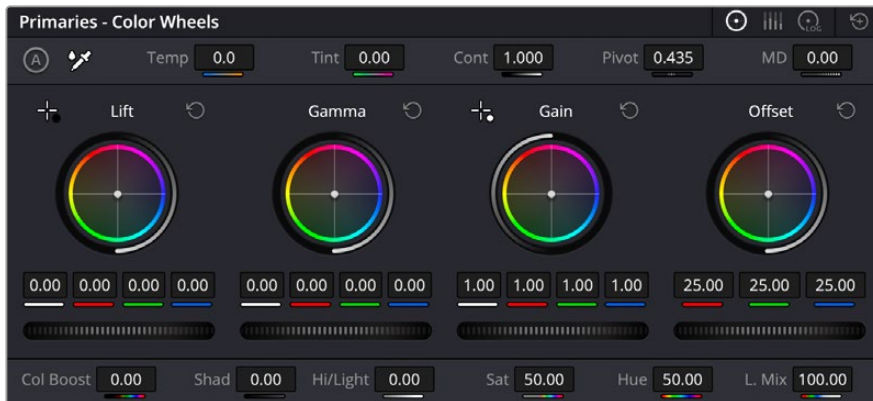 Primaries - Color Wheels
LOG
A
Temp 0.0 Tint 0.00 Cont 1.000 Pivot 0.435 MD 0.00
Lift Gamma Gain Offset
0.00 0.00 0.00 0.00 0.00 0.00 0.00 0.00 1.00 1.00 1.00 1.00 25.00 25.00 25.00
Col Boost 0.00 Shad 0.00 Hi/Light 0.00 Sat 50.00 Hue 50.00 L. Mix 100.00